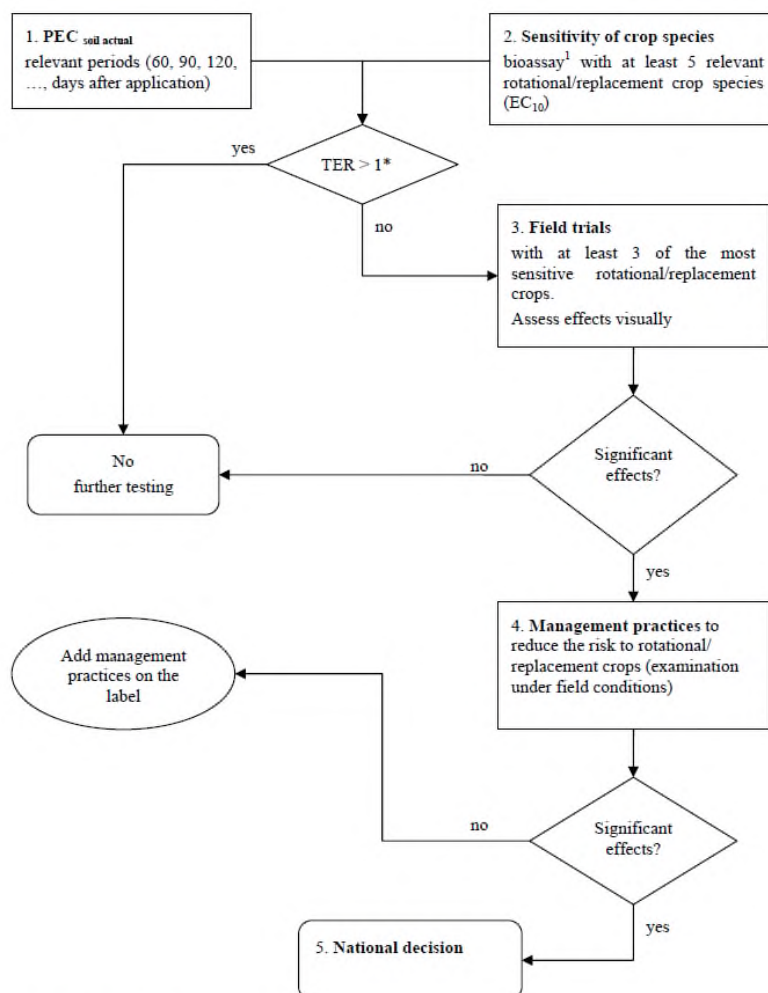 1. PEC soil actual
relevant periods (60, 90, 120,
…, days after application)
2. Sensitivity of crop species
bioassay1 with at least 5 relevant
rotational/replacement crop species
(EC10)
yes
TER > 1*
no
3. Field trials
with at least 3 of the most
sensitive rotational/replacement
crops.
Assess effects visually
No
further testing
no
Significant
effects?
yes
4. Management practices to
reduce the risk to rotational/
replacement crops (examination
under field conditions)
Add management
practices on the
label
no
Significant
effects?
yes
5. National decision